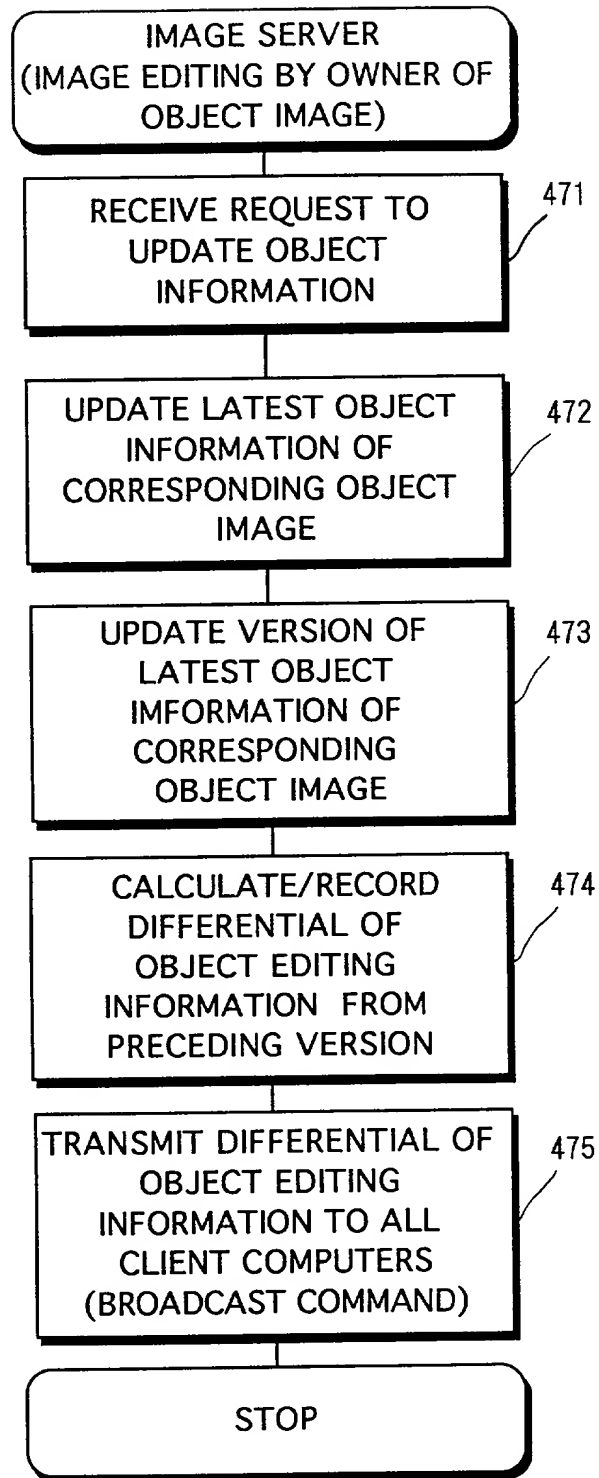 IMAGE SERVER
(IMAGE EDITING BY OWNER OF
OBJECT IMAGE)
RECEIVE REQUEST TO
UPDATE OBJECT
INFORMATION
471
UPDATE LATEST OBJECT
INFORMATION OF
CORRESPONDING OBJECT
IMAGE
472
UPDATE VERSION OF
LATEST OBJECT
IMFORMATION OF
CORRESPONDING
OBJECT IMAGE
473
CALCULATE/RECORD
DIFFERENTIAL OF
OBJECT EDITING
INFORMATION FROM
PRECEDING VERSION
474
TRANSMIT DIFFERENTIAL OF
OBJECT EDITING
INFORMATION TO ALL
CLIENT COMPUTERS
(BROADCAST COMMAND)
475
STOP